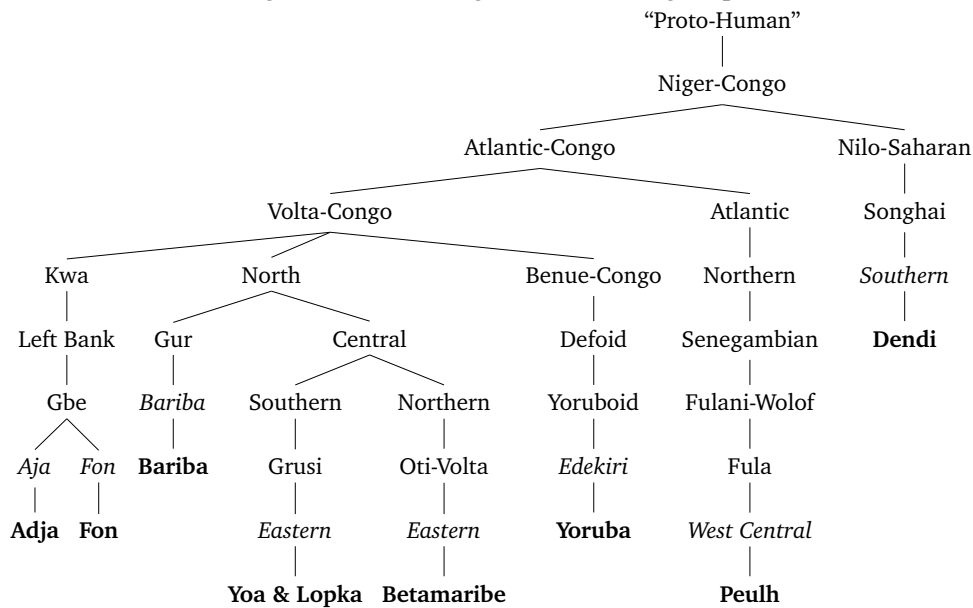 “Proto-Human”
Niger-Congo
Atlantic-Congo Nilo-Saharan
Volta-Congo Atlantic Songhai
Kwa North Benue-Congo Northern Southern
Left Bank Gur Central Defoid Senegambian Dendi
Gbe Bariba Southern Northern Yoruboid Fulani-Wolof
Aja Fon Bariba Grusi Oti-Volta Edekiri Fula
Adja Fon Eastern Eastern Yoruba West Central
Yoa & Lopka Betamaribe Peulh